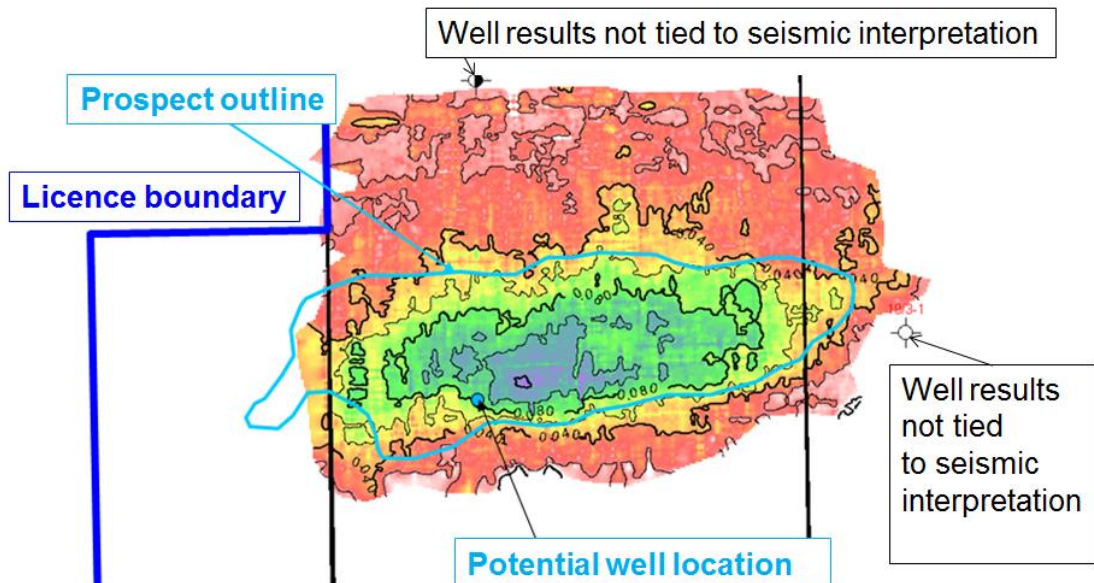 Well results not tied to seismic interpretation
Prospect outline
Licence boundary
Well results
not tied
to seismic
interpretation
Potential well location